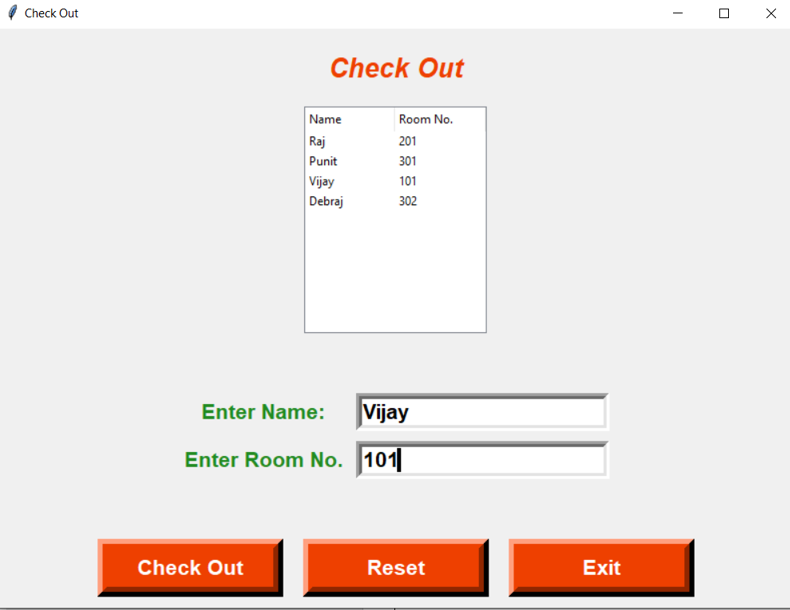 Check Out
Check Out
Name Room No.
Raj 201
Punit 301
Vijay 101
Debraj 302
Enter Name: Vijay
Enter Room No. 101
Check Out Reset Exit